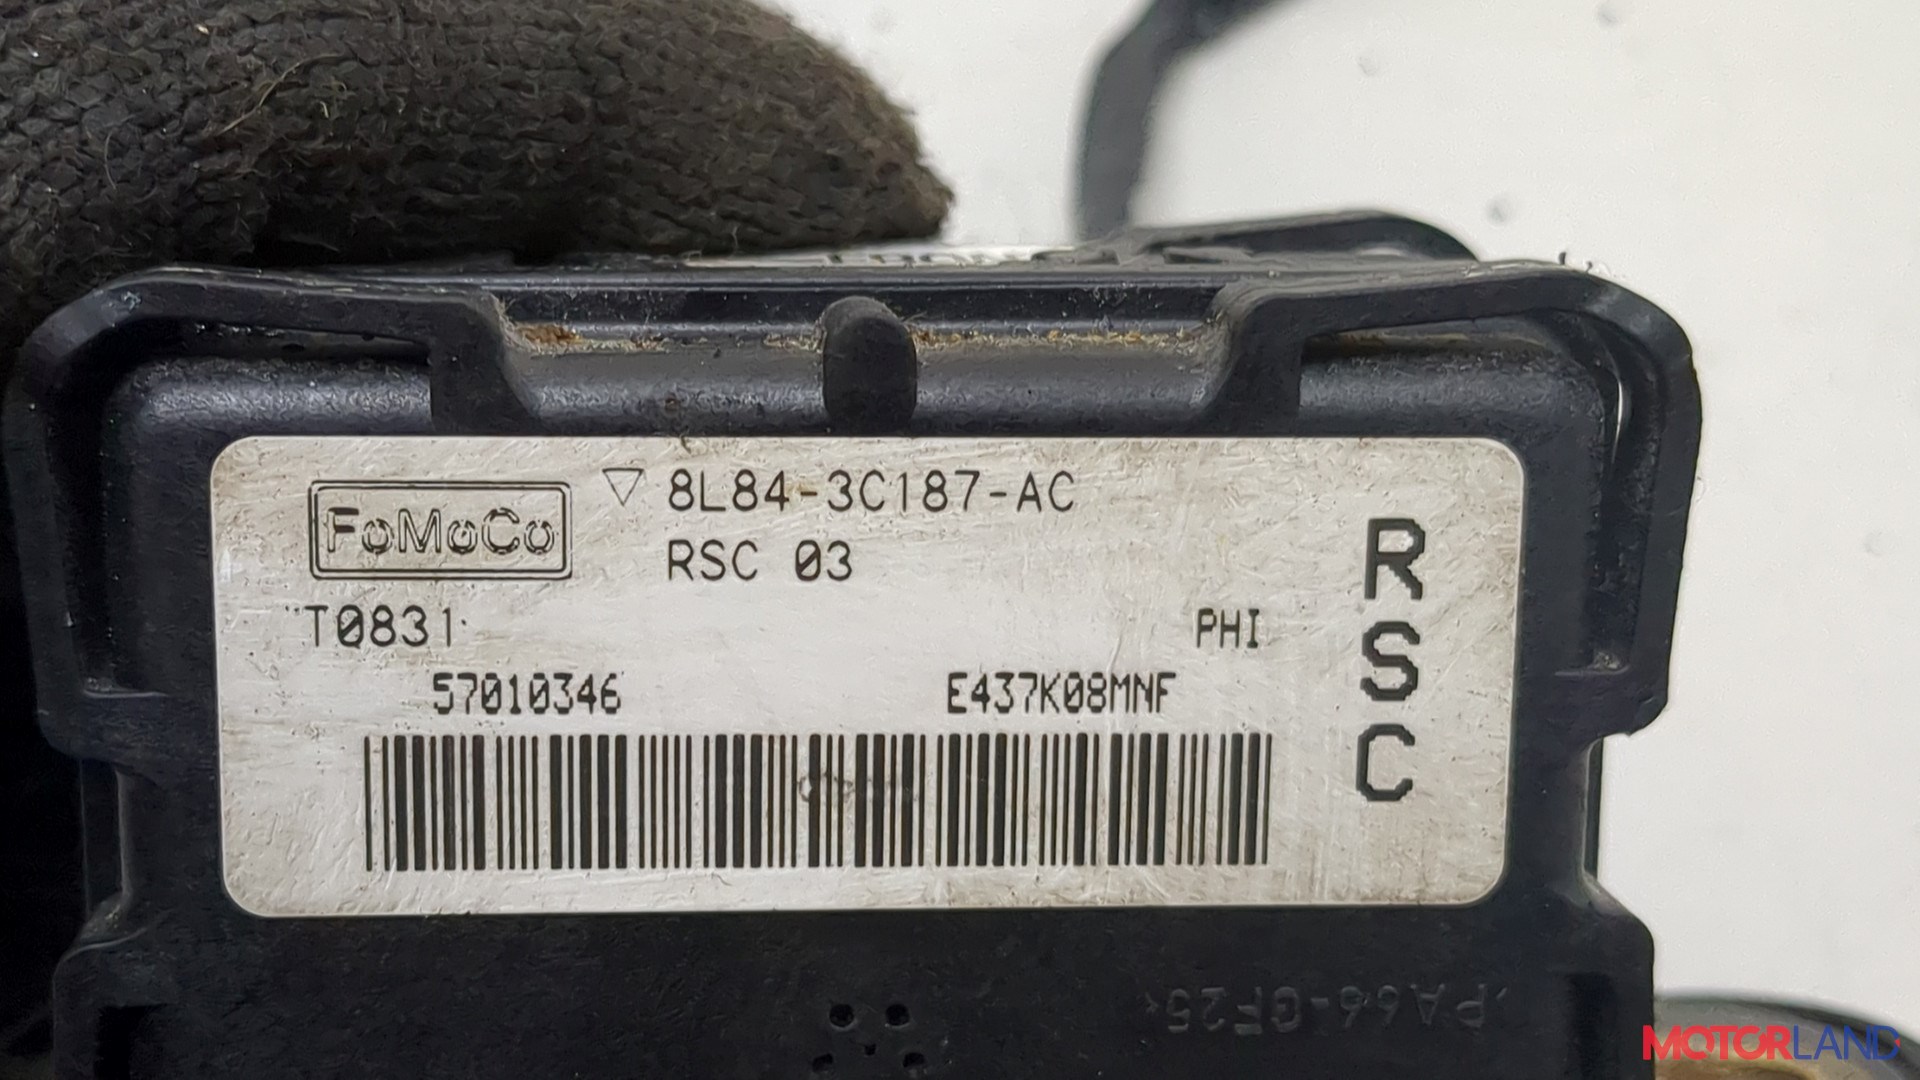 FoMoCo
▽ 8L84-3C187-AC
RSC 03
T0831
PHI
57010346
E437K08MNF
RSC
PA66-GF25
MOTORLAND